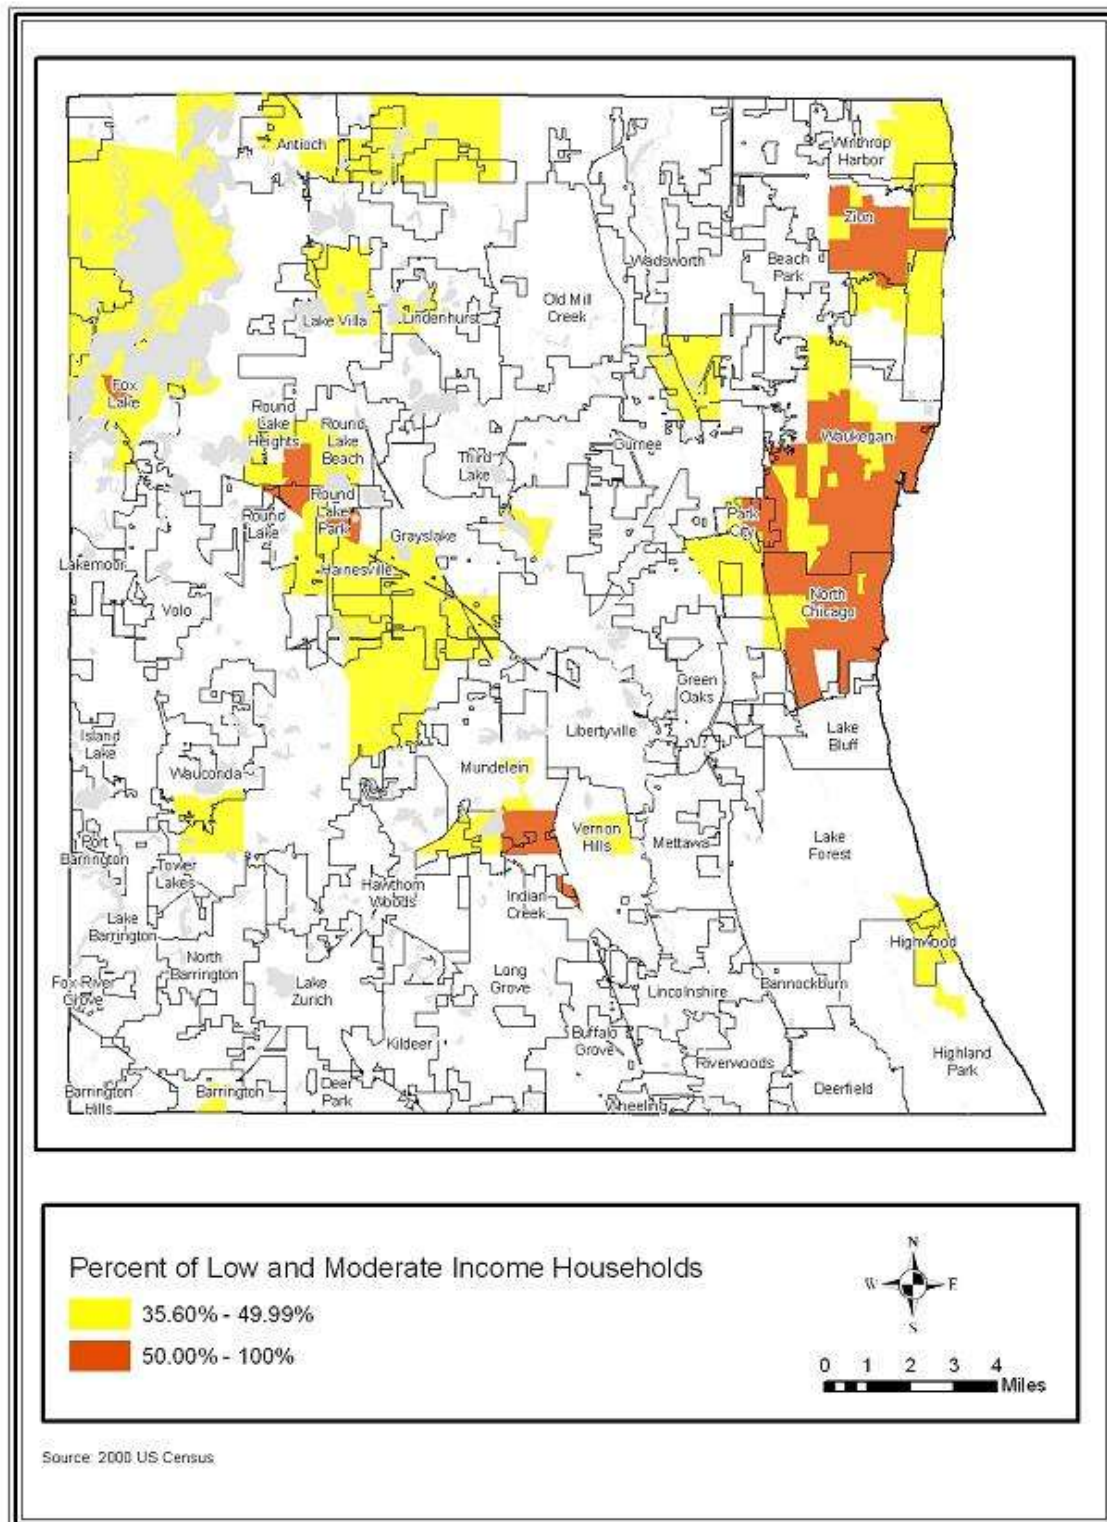 Antioch
Winthrop
Harbor
Zion
Wadsworth
Beach
Park
Old Mill
Creek
Lake Villa
Lindenhurst
Fox
Lake
Round
Lake
Heights
Round
Lake
Beach
Waukegan
Gurnee
Third
Lake
Round
Lake
Park
Park
City
Round
Lake
Grayslake
Hainesville
Lakemoor
Volo
North
Chicago
Green
Oaks
Island
Lake
Libertyville
Lake
Bluff
Wauconda
Mundelein
Port
Barrington
Vernon
Hills
Mettawa
Lake
Forest
Tower
Lakes
Hawthorn
Woods
Indian
Creek
Lake
Barrington
Highwood
North
Barrington
Fox River
Grove
Lake
Zurich
Long
Grove
Lincolnshire
Bannockburn
Kildeer
Buffalo
Grove
Riverwoods
Highland
Park
Barrington
Hills
Barrington
Deer
Park
Deerfield
Wheeling
Percent of Low and Moderate Income Households
35.60% - 49.99%
50.00% - 100%
N
W E
S
0 1 2 3 4
Miles
Source: 2000 US Census